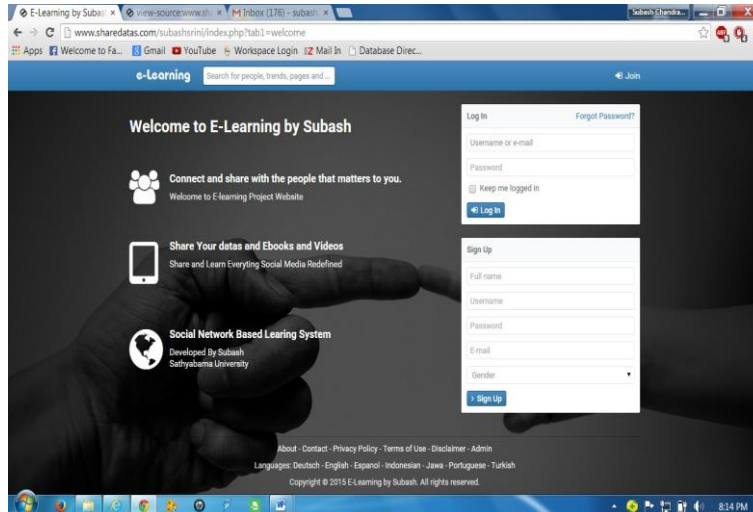 E-Learning by Subas
view-source:www.sh
Inbox (176) - subash
Subash Chandra...
www.sharedatas.com/subashsrini/index.php?tab1=welcome
Apps Welcome to Fa... Gmail YouTube Workspace Login Mail In Database Direc...
e-Learning Search for people, trends, pages and ... Join
Welcome to E-Learning by Subash
Connect and share with the people that matters to you.
Welcome to E-learning Project Website
Share Your datas and Ebooks and Videos
Share and Learn Everyting Social Media Redefined
Social Network Based Learing System
Developed By Subash
Sathyabama University
Log In Forgot Password?
Username or e-mail
Password
Keep me logged in
Log In
Sign Up
Full name
Username
Password
E-mail
Gender
Sign Up
About - Contact - Privacy Policy - Terms of Use - Disclaimer - Admin
Languages: Deutsch - English - Espanol - Indonesian - Jawa - Portuguese - Turkish
Copyright © 2015 E-Learning by Subash. All rights reserved.
8:14 PM